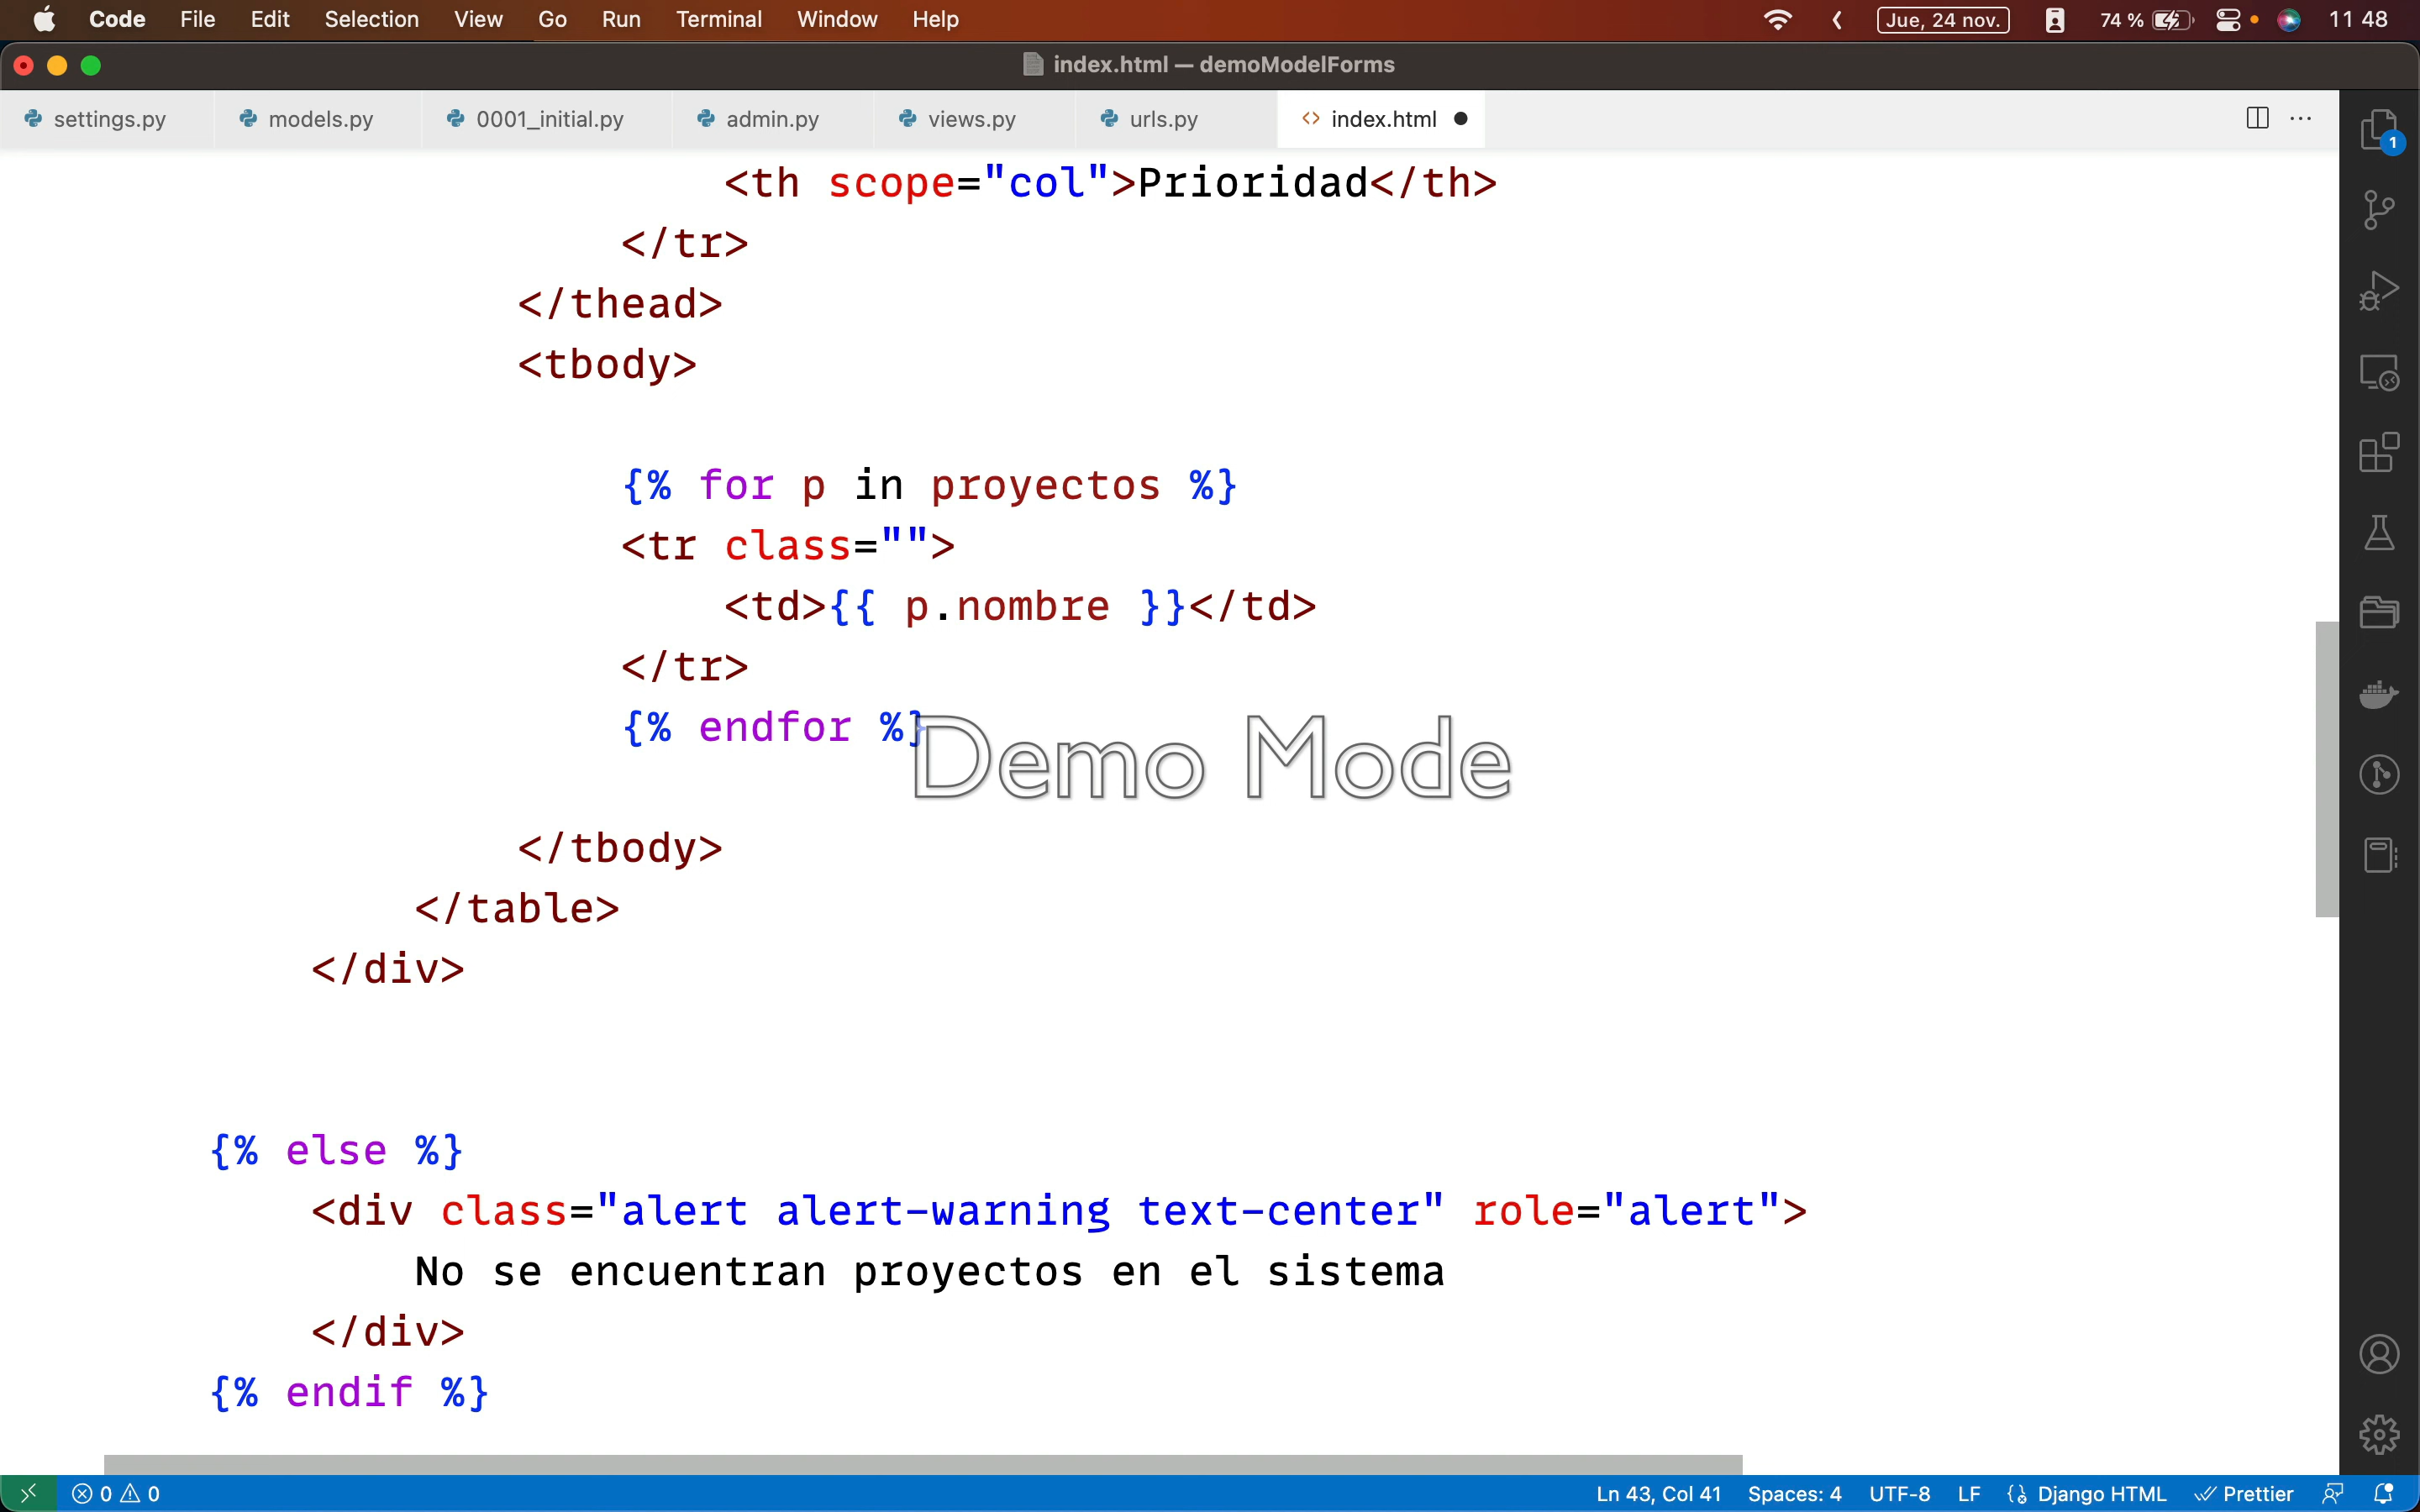 Code File Edit Selection View Go Run Terminal Window Help Jue, 24 nov. 74 % 11 48
index.html — demoModelForms
settings.py models.py 0001_initial.py admin.py views.py urls.py index.html
1
<th scope="col">Prioridad</th>
</tr>
</thead>
<tbody>
{% for p in proyectos %}
<tr class="">
<td>{{ p.nombre }}</td>
</tr>
{% endfor %}
Demo Mode
</tbody>
</table>
</div>
{% else %}
<div class="alert alert-warning text-center" role="alert">
No se encuentran proyectos en el sistema
</div>
{% endif %}
0 0 Ln 43, Col 41 Spaces: 4 UTF-8 LF Django HTML Prettier